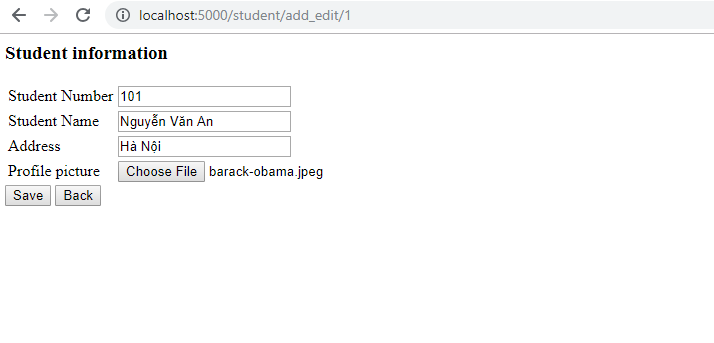 localhost:5000/student/add_edit/1
Student information
Student Number 101
Student Name Nguyễn Văn An
Address Hà Nội
Profile picture Choose File barack-obama.jpeg
Save Back